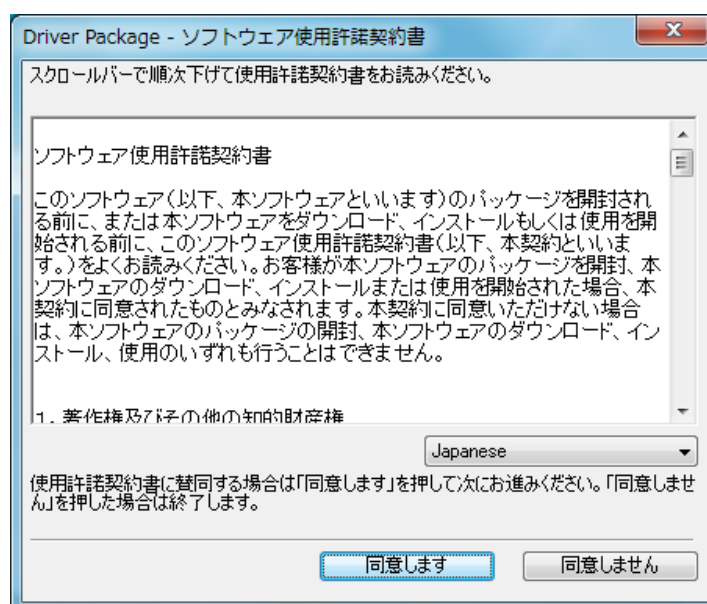 Driver Package - ソフトウェア使用許諾契約書
スクロールバーで順次下げて使用許諾契約書をお読みください。
ソフトウェア使用許諾契約書
このソフトウェア(以下、本ソフトウェアといいます)のパッケージを開封され
る前に、または本ソフトウェアをダウンロード、インストールもしくは使用を開
始される前に、このソフトウェア使用許諾契約書(以下、本契約といいま
す。)をよくお読みください。お客様が本ソフトウェアのパッケージを開封、本
ソフトウェアのダウンロード、インストールまたは使用を開始された場合、本
契約に同意されたものとみなされます。本契約に同意いただけない場合
は、本ソフトウェアのパッケージの開封、本ソフトウェアのダウンロード、イン
ストール、使用のいずれも行うことはできません。
1. 著作権及びその他の知的財産権
Japanese
使用許諾契約書に賛同する場合は「同意します」を押して次にお進みください。「同意しませ
ん」を押した場合は終了します。
同意します
同意しません